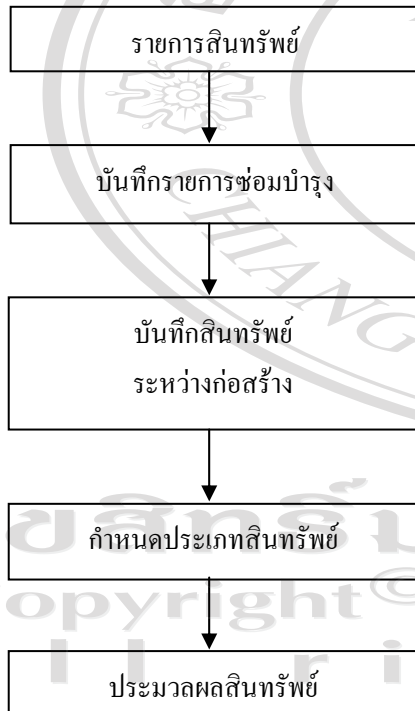 รายการสินทรัพย์
บันทึกรายการซ่อมบำรุง
บันทึกสินทรัพย์
ระหว่างก่อสร้าง
กำหนดประเภทสินทรัพย์
ประมวลผลสินทรัพย์